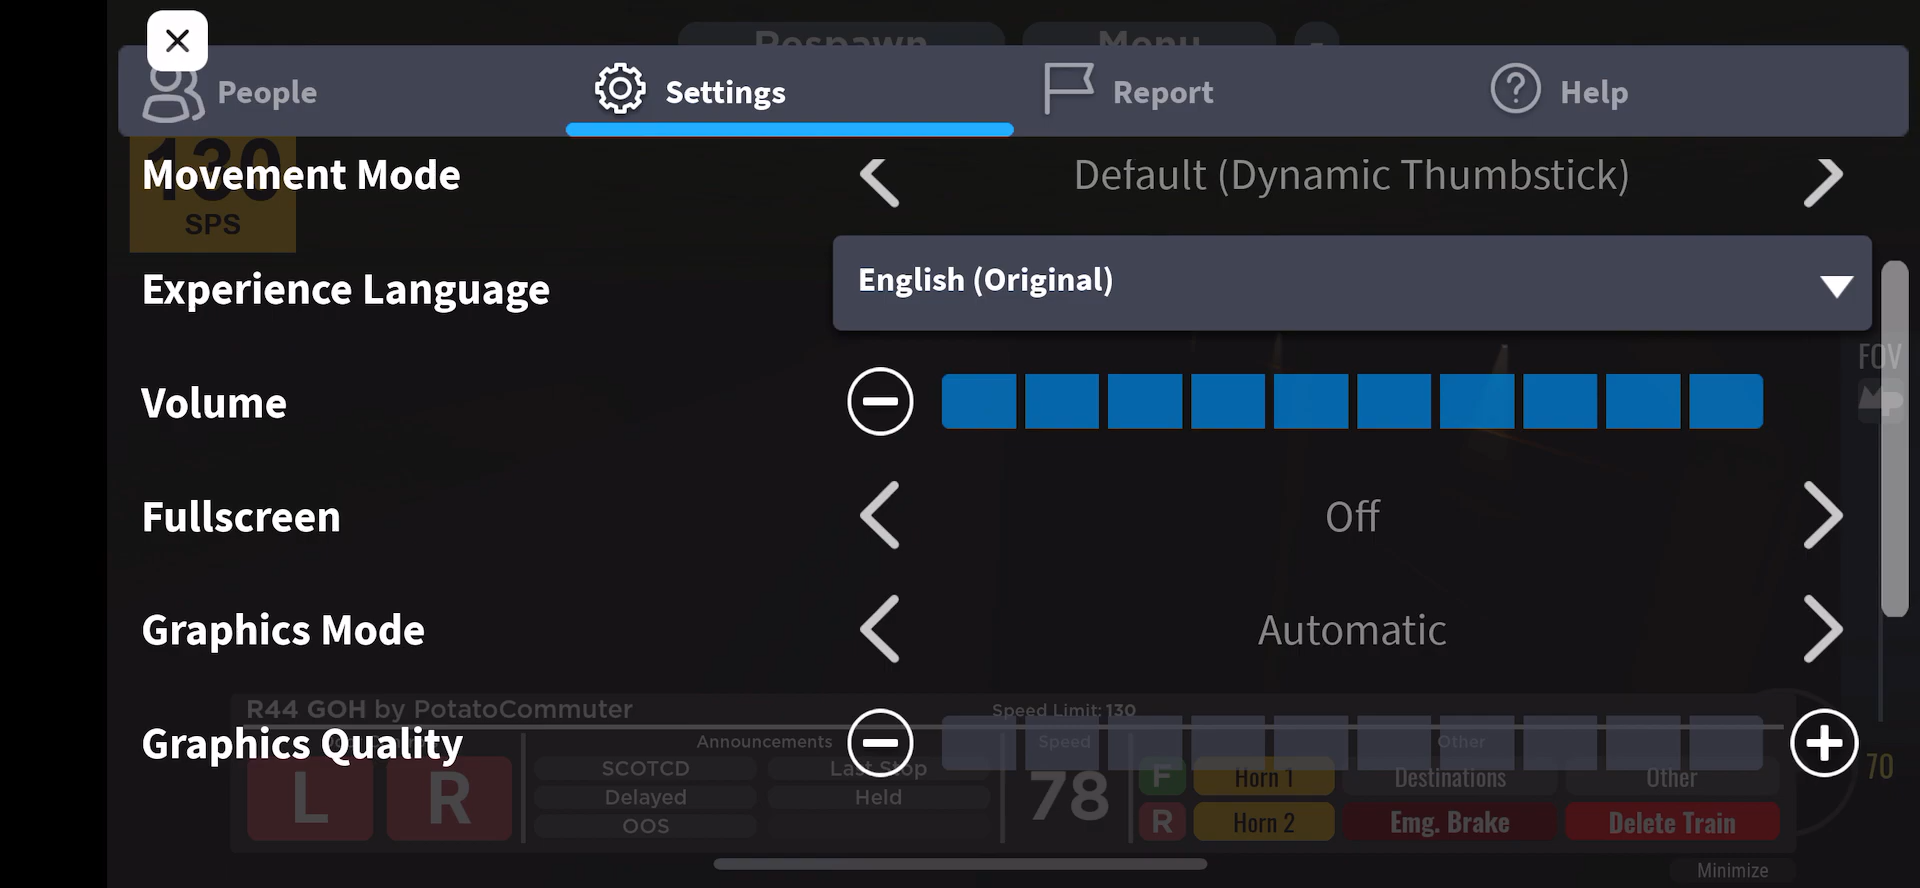 Respawn Menu
People Settings Report Help
130
SPS
Movement Mode Default (Dynamic Thumbstick)
Experience Language English (Original)
FOV
Volume
Fullscreen Off
Graphics Mode Automatic
R44 GOH by PotatoCommuter Speed Limit: 130
Graphics Quality Announcements Speed Other
70
L R SCOTCD Last Stop 78 F Horn 1 Destinations Other
Delayed Held
OOS R Horn 2 Emg. Brake Delete Train
Minimize